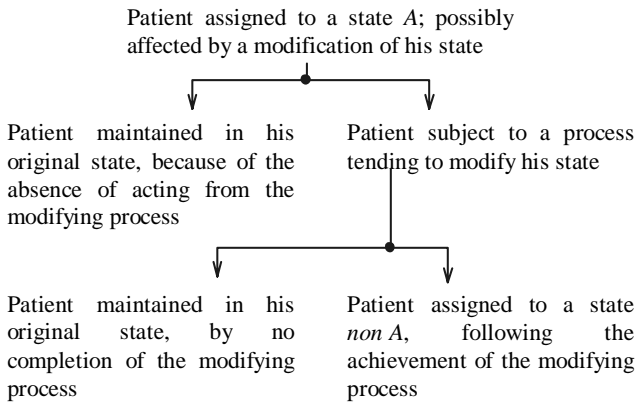 Patient assigned to a state A; possibly
affected by a modification of his state
Patient maintained in his
original state, because of the
absence of acting from the
modifying process
Patient subject to a process
tending to modify his state
Patient maintained in his
original state, by no
completion of the modifying
process
Patient assigned to a state
non A, following the
achievement of the modifying
process